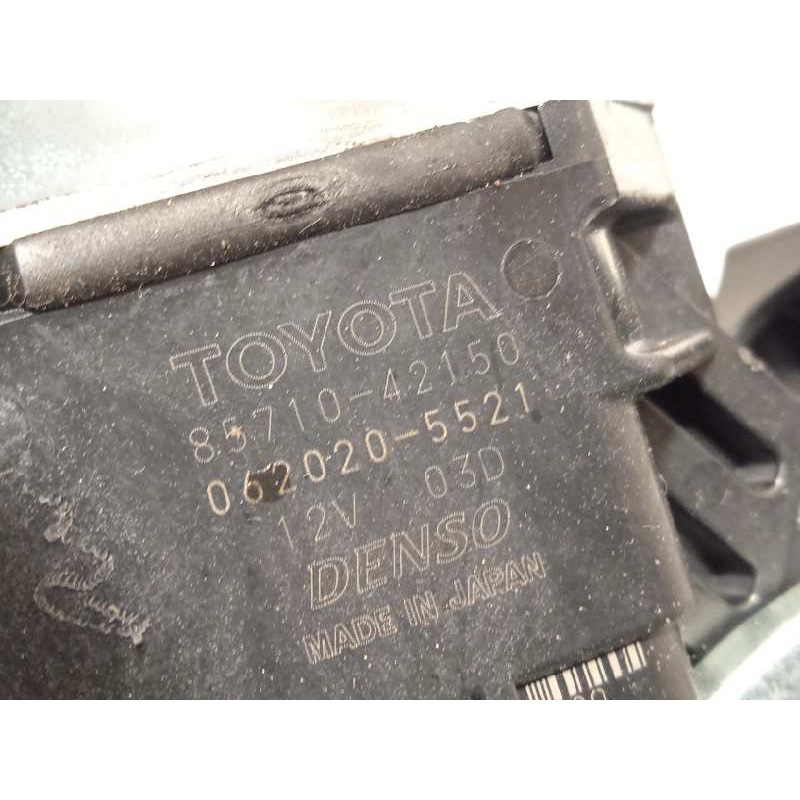 TOYOTA
85710-42150
062020-5521
12V 03D
DENSO
MADE IN JAPAN